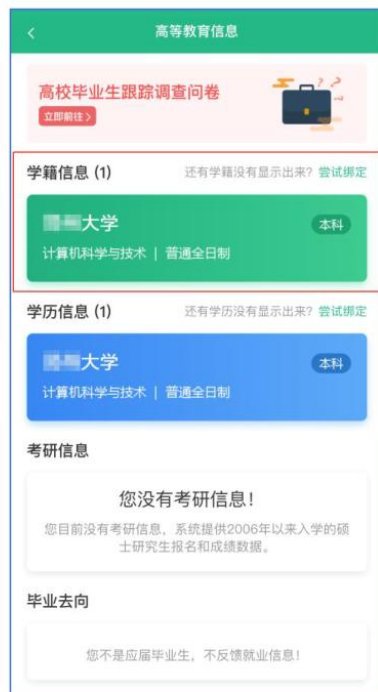 高等教育信息
高校毕业生跟踪调查问卷
立即前往>
学籍信息 (1) 还有学籍没有显示出来? 尝试绑定
大学 本科
计算机科学与技术 | 普通全日制
学历信息 (1) 还有学历没有显示出来? 尝试绑定
大学 本科
计算机科学与技术 | 普通全日制
考研信息
您没有考研信息!
您目前没有考研信息，系统提供2006年以来入学的硕
士研究生报名和成绩数据。
毕业去向
您不是应届毕业生，不反馈就业信息!